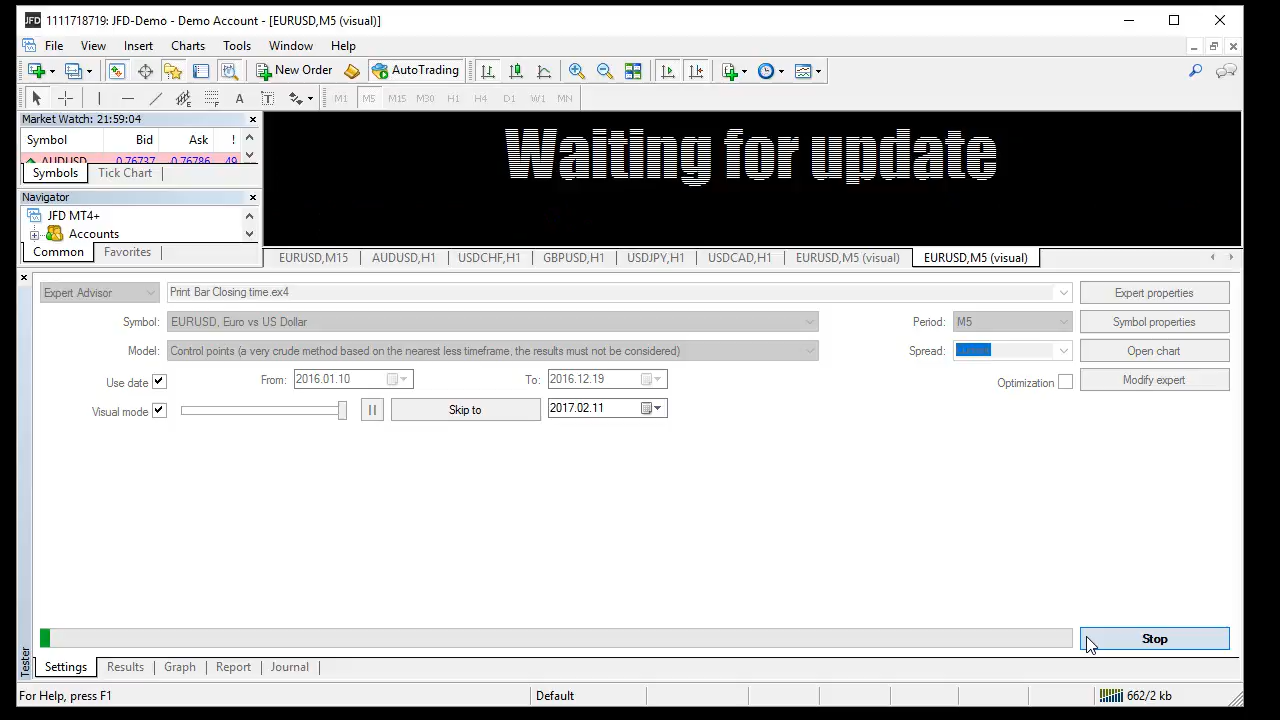 JFD 1111718719: JFD-Demo - Demo Account - [EURUSD,M5 (visual)]
File View Insert Charts Tools Window Help
New Order AutoTrading
A T M1 M5 M15 M30 H1 H4 D1 W1 MN
Market Watch: 21:59:04
Symbol Bid Ask !
AUDUSD 0.76737 0.76786 49
Symbols Tick Chart
Navigator
JFD MT4+
Accounts
Common Favorites
Waiting for update
EURUSD,M15 AUDUSD,H1 USDCHF,H1 GBPUSD,H1 USDJPY,H1 USDCAD,H1 EURUSD,M5 (visual) EURUSD,M5 (visual)
Expert Advisor Print Bar Closing time.ex4 Expert properties
Symbol: EURUSD, Euro vs US Dollar Period: M5 Symbol properties
Model: Control points (a very crude method based on the nearest less timeframe, the results must not be considered) Spread: Open chart
Use date From: 2016.01.10 To: 2016.12.19 Optimization Modify expert
Visual mode Skip to 2017.02.11
Stop
Tester
Settings Results Graph Report Journal
For Help, press F1 Default 662/2 kb